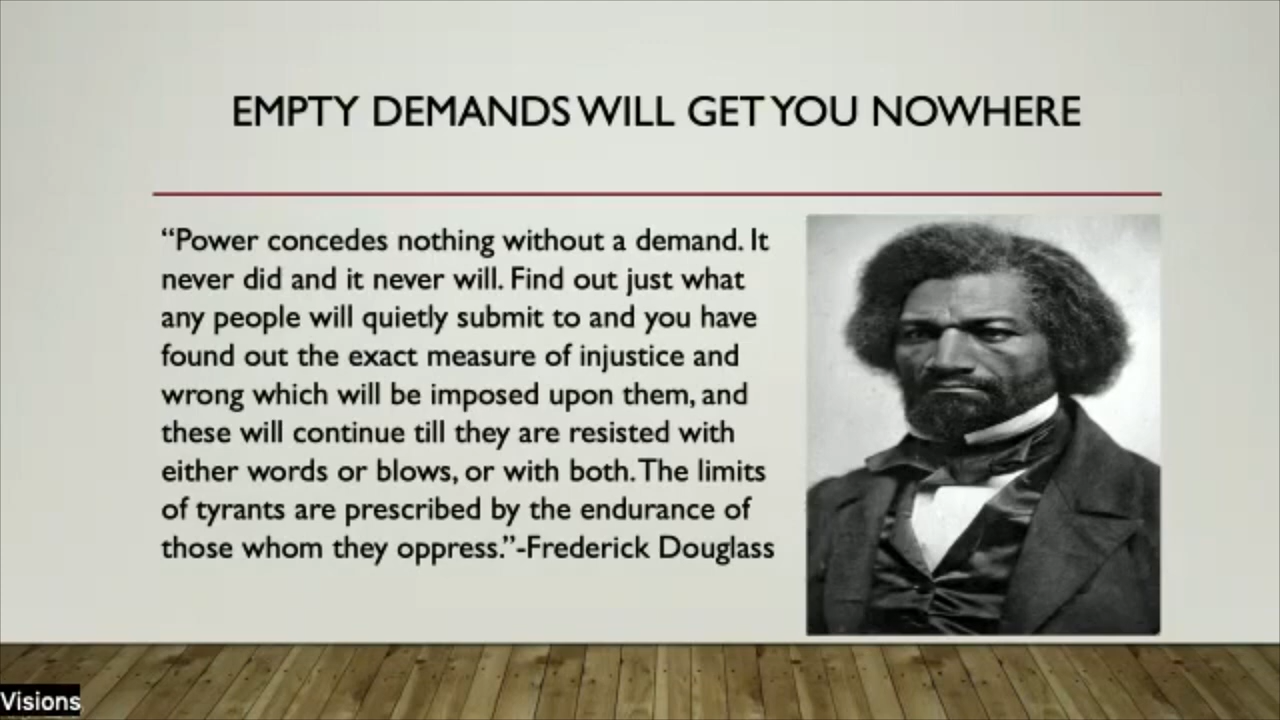 EMPTY DEMANDS WILL GET YOU NOWHERE
“Power concedes nothing without a demand. It
never did and it never will. Find out just what
any people will quietly submit to and you have
found out the exact measure of injustice and
wrong which will be imposed upon them, and
these will continue till they are resisted with
either words or blows, or with both. The limits
of tyrants are prescribed by the endurance of
those whom they oppress.”-Frederick Douglass
Visions